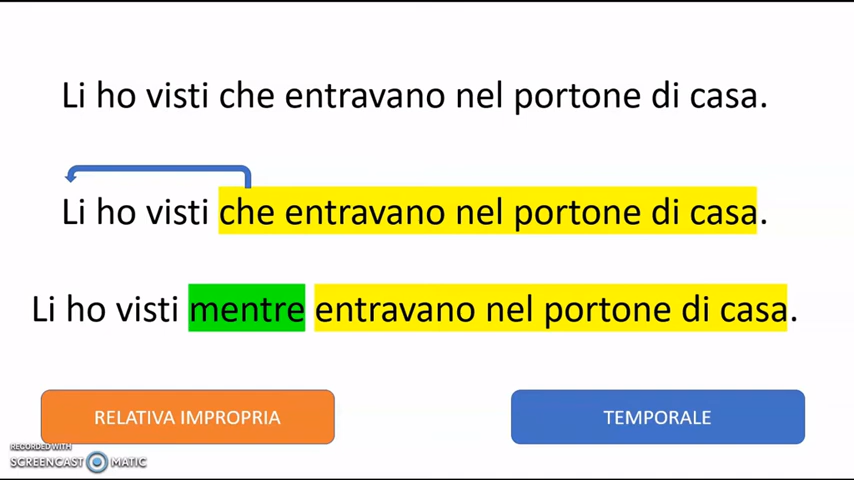 Li ho visti che entravano nel portone di casa.
Li ho visti che entravano nel portone di casa.
Li ho visti mentre entravano nel portone di casa.
RELATIVA IMPROPRIA
TEMPORALE
RECORDED WITH
SCREENCAST MATIC